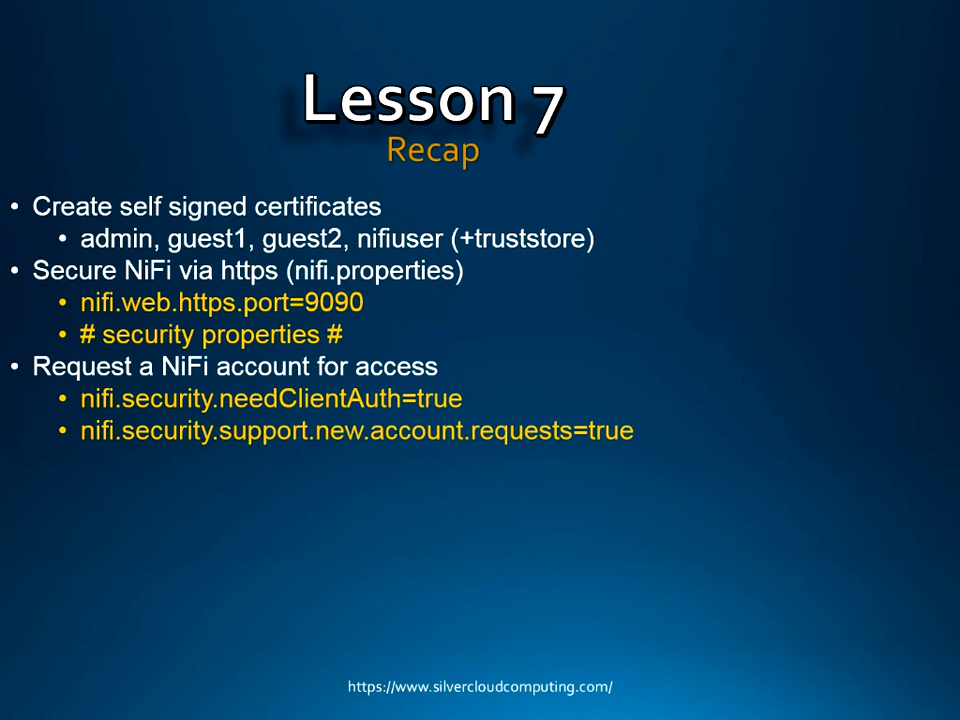 Lesson 7
Recap
• Create self signed certificates
• admin, guest1, guest2, nifiuser (+truststore)
• Secure NiFi via https (nifi.properties)
• nifi.web.https.port=9090
• # security properties #
• Request a NiFi account for access
• nifi.security.needClientAuth=true
• nifi.security.support.new.account.requests=true
https://www.silvercloudcomputing.com/